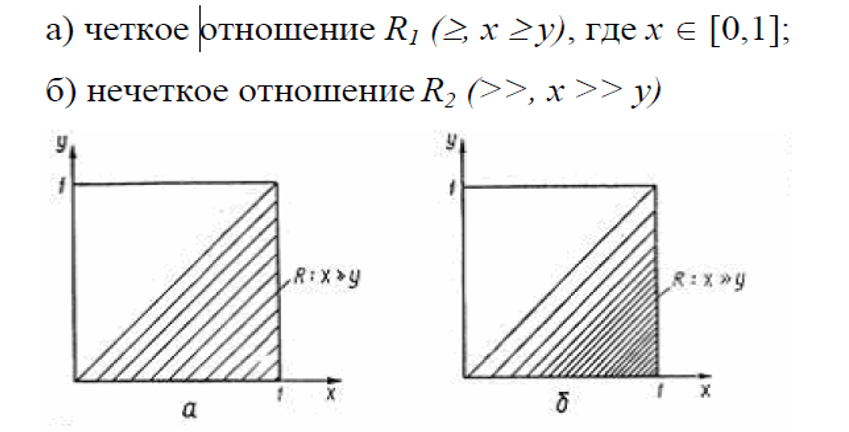 а) четкое отношение R₁ (≥, x ≥y), где x ∈ [0,1];
б) нечеткое отношение R₂ (>>, x >> y)
y
1
R: x ≫ y
1
x
а
y
1
R: x ≫ y
1
x
б